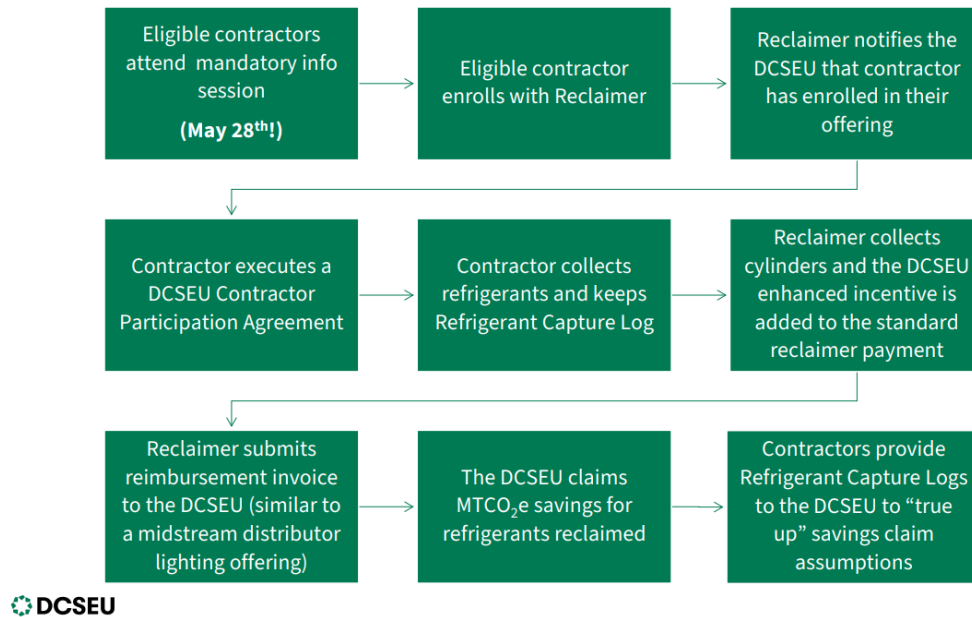 Eligible contractors
attend mandatory info
session
(May 28th!)
Eligible contractor
enrolls with Reclaimer
Reclaimer notifies the
DCSEU that contractor
has enrolled in their
offering
Contractor executes a
DCSEU Contractor
Participation Agreement
Contractor collects
refrigerants and keeps
Refrigerant Capture Log
Reclaimer collects
cylinders and the DCSEU
enhanced incentive is
added to the standard
reclaimer payment
Reclaimer submits
reimbursement invoice
to the DCSEU (similar to
a midstream distributor
lighting offering)
The DCSEU claims
MTCO₂e savings for
refrigerants reclaimed
Contractors provide
Refrigerant Capture Logs
to the DCSEU to “true
up” savings claim
assumptions
DCSEU